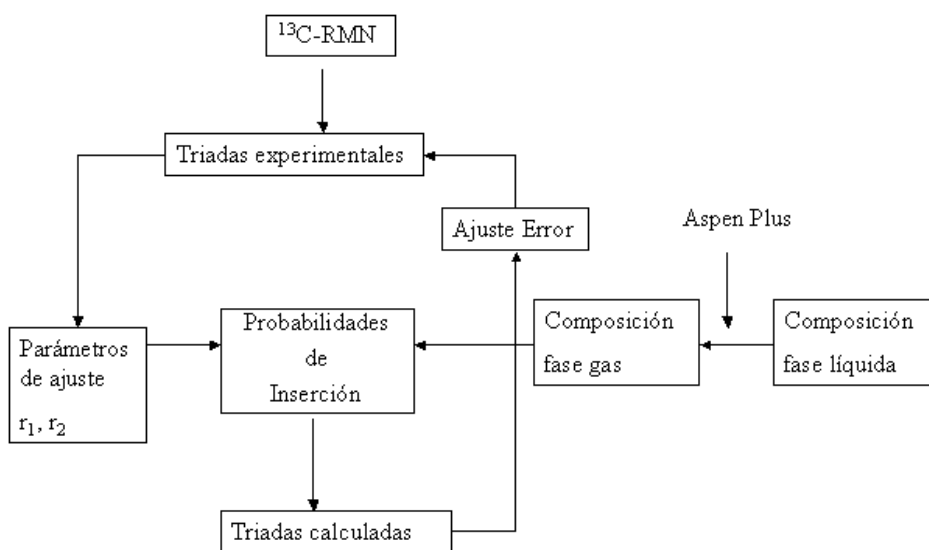 ¹³C-RMN
Triadas experimentales
Ajuste Error
Aspen Plus
Parámetros
de ajuste
r₁, r₂
Probabilidades
de
Inserción
Composición
fase gas
Composición
fase líquida
Triadas calculadas